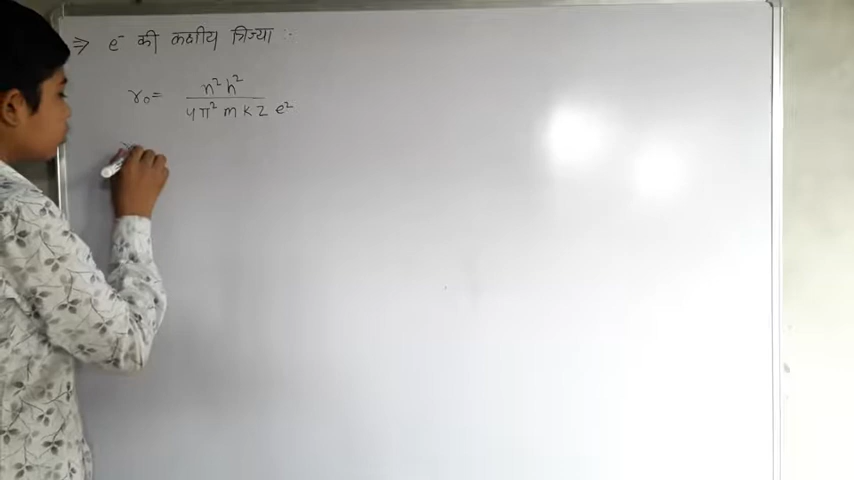 ⇒ e⁻ की कक्षीय त्रिज्या :-
r₀ = n²h² / 4π² m k z e²